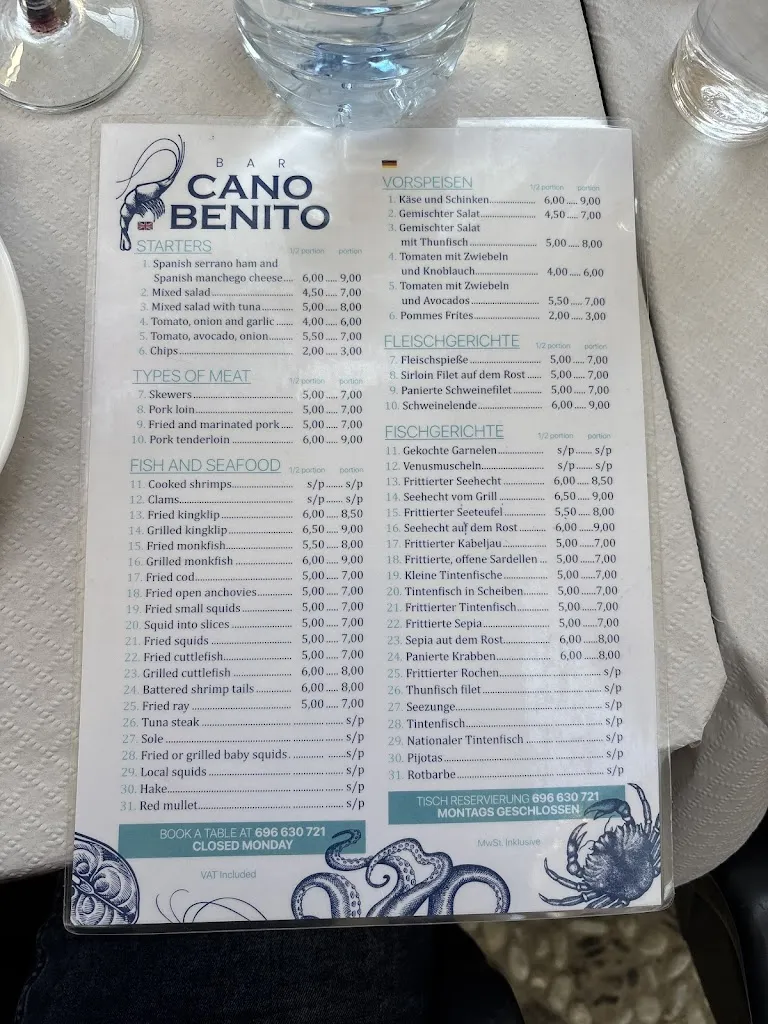 BAR
CANO
BENITO
STARTERS 1/2 portion portion
1. Spanish serrano ham and
Spanish manchego cheese.... 6,00.... 9,00
2. Mixed salad........ 4,50.... 7,00
3. Mixed salad with tuna........ 5,00.... 8,00
4. Tomato, onion and garlic...... 4,00.... 6,00
5. Tomato, avocado, onion........ 5,50.... 7,00
6. Chips........ 2,00.... 3,00
TYPES OF MEAT 1/2 portion portion
7. Skewers........ 5,00.... 7,00
8. Pork loin........ 5,00.... 7,00
9. Fried and marinated pork.... 5,00.... 7,00
10. Pork tenderloin........ 6,00.... 9,00
FISH AND SEAFOOD 1/2 portion portion
11. Cooked shrimps........ s/p.... s/p
12. Clams........ s/p.... s/p
13. Fried kingklip........ 6,00.... 8,50
14. Grilled kingklip........ 6,50.... 9,00
15. Fried monkfish........ 5,50.... 8,00
16. Grilled monkfish........ 6,00.... 9,00
17. Fried cod........ 5,00.... 7,00
18. Fried open anchovies........ 5,00.... 7,00
19. Fried small squids........ 5,00.... 7,00
20. Squid into slices........ 5,00.... 7,00
21. Fried squids........ 5,00.... 7,00
22. Fried cuttlefish........ 5,00.... 7,00
23. Grilled cuttlefish........ 6,00.... 8,00
24. Battered shrimp tails........ 6,00.... 8,00
25. Fried ray........ 5,00.... 7,00
26. Tuna steak........ s/p
27. Sole........ s/p
28. Fried or grilled baby squids........ s/p
29. Local squids........ s/p
30. Hake........ s/p
31. Red mullet........ s/p
BOOK A TABLE AT 696 630 721
CLOSED MONDAY
VAT Included
VORSPEISEN 1/2 portion portion
1. Käse und Schinken........ 6,00.... 9,00
2. Gemischter Salat........ 4,50.... 7,00
3. Gemischter Salat
mit Thunfisch........ 5,00.... 8,00
4. Tomaten mit Zwiebeln
und Knoblauch........ 4,00.... 6,00
5. Tomaten mit Zwiebeln
und Avocados........ 5,50.... 7,00
6. Pommes Frites........ 2,00.... 3,00
FLEISCHGERICHTE 1/2 portion portion
7. Fleischspieße........ 5,00.... 7,00
8. Sirloin Filet auf dem Rost.... 5,00.... 7,00
9. Panierte Schweinefilet........ 5,00.... 7,00
10. Schweinelende........ 6,00.... 9,00
FISCHGERICHTE 1/2 portion portion
11. Gekochte Garnelen........ s/p.... s/p
12. Venusmuscheln........ s/p.... s/p
13. Frittierter Seehecht........ 6,00.... 8,50
14. Seehecht vom Grill........ 6,50.... 9,00
15. Frittierter Seeteufel........ 5,50.... 8,00
16. Seehecht auf dem Rost........ 6,00....9,00
17. Frittierter Kabeljau........ 5,00....7,00
18. Frittierte, offene Sardellen... 5,00....7,00
19. Kleine Tintenfische........ 5,00....7,00
20. Tintenfisch in Scheiben........ 5,00....7,00
21. Frittierter Tintenfisch........ 5,00....7,00
22. Frittierte Sepia........ 5,00....7,00
23. Sepia aut dem Rost........ 6,00....8,00
24. Panierte Krabben........ 6,00....8,00
25. Frittierter Rochen........ s/p
26. Thunfisch filet........ s/p
27. Seezunge........ s/p
28. Tintenfisch........ s/p
29. Nationaler Tintenfisch........ s/p
30. Pijotas........ s/p
31. Rotbarbe........ s/p
TISCH RESERVIERUNG 696 630 721
MONTAGS GESCHLOSSEN
MwSt. Inklusive